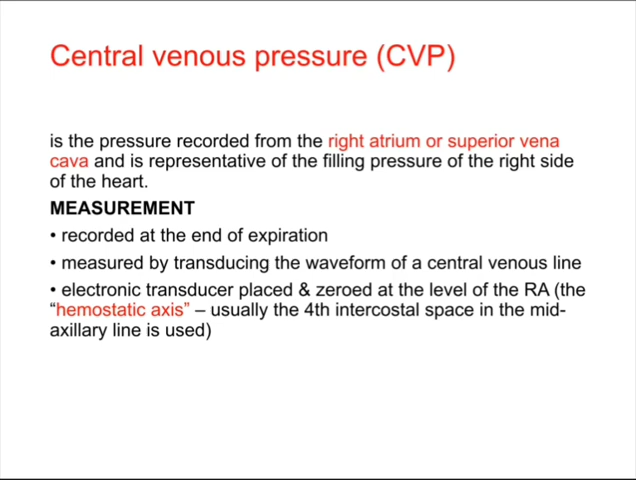 Central venous pressure (CVP)
is the pressure recorded from the right atrium or superior vena
cava and is representative of the filling pressure of the right side
of the heart.
MEASUREMENT
• recorded at the end of expiration
• measured by transducing the waveform of a central venous line
• electronic transducer placed & zeroed at the level of the RA (the
“hemostatic axis” – usually the 4th intercostal space in the mid-
axillary line is used)